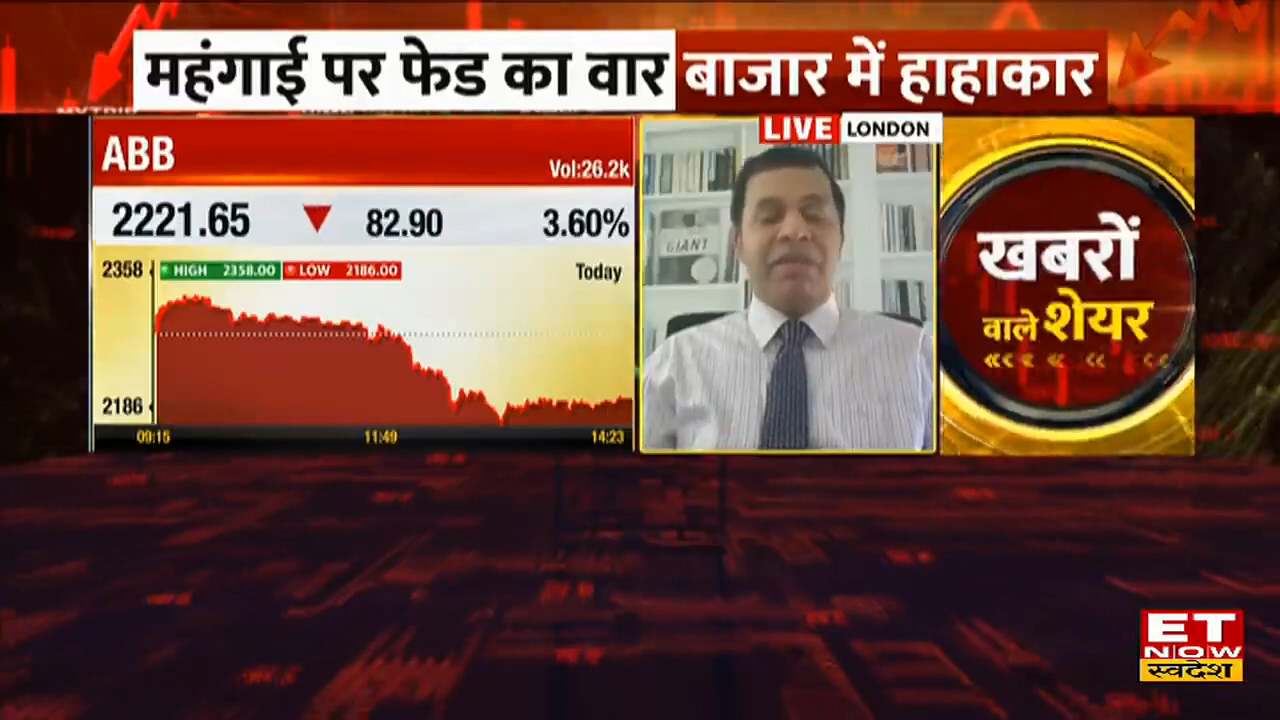 महंगाई पर फेड का वार बाजार में हाहाकार
ABB
Vol:26.2k
2221.65 82.90 3.60%
2358 HIGH 2358.00 LOW 2186.00 Today
2186
09:15 11:49 14:23
LIVE LONDON
GIANT
खबरों
वाले शेयर
ET
NOW
स्वदेश